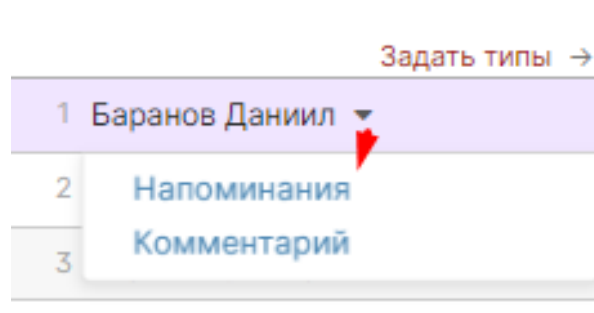 Задать типы →
1 Баранов Даниил
2 Напоминания
Комментарий
3